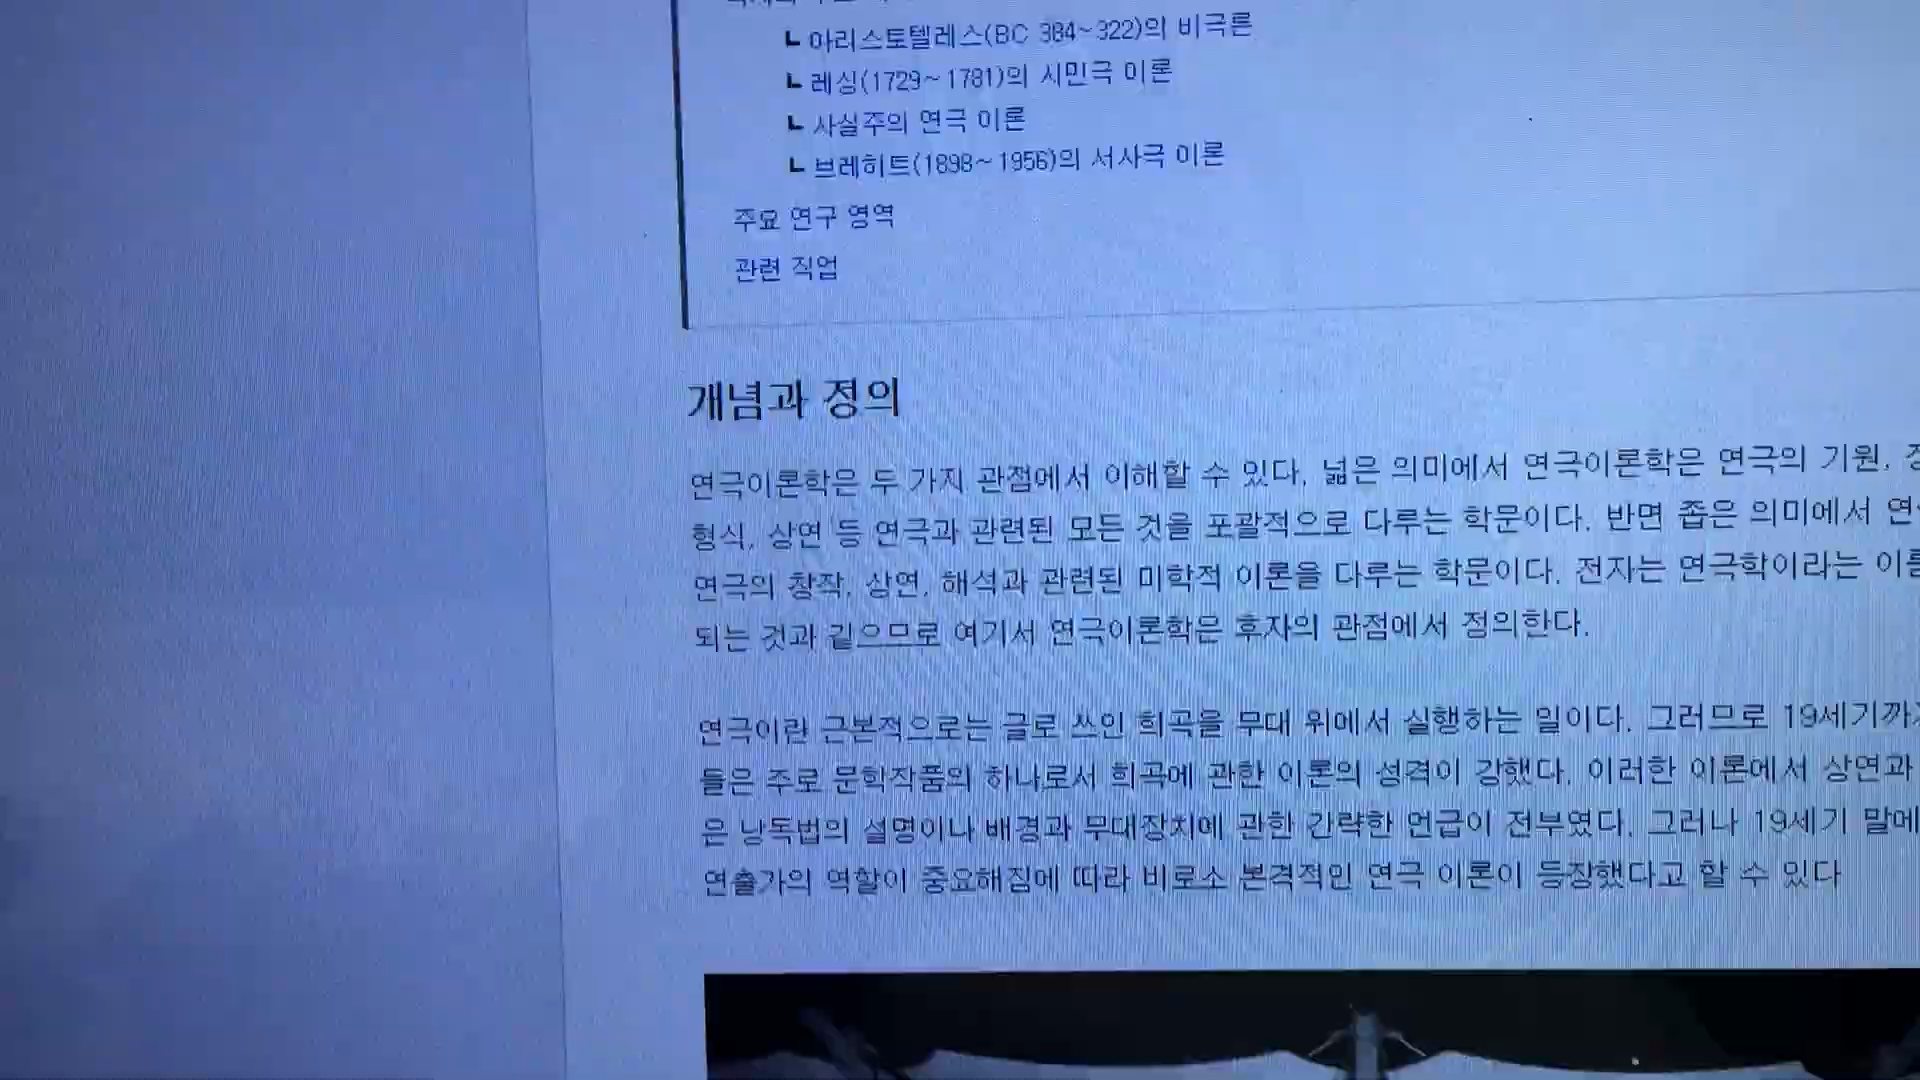 ┗ 아리스토텔레스(BC 384~322)의 비극론
┗ 레싱(1729~1781)의 시민극 이론
┗ 사실주의 연극 이론
┗ 브레히트(1898~1956)의 서사극 이론
주요 연구 영역
관련 직업
개념과 정의
연극이론학은 두 가지 관점에서 이해할 수 있다. 넓은 의미에서 연극이론학은 연극의 기원,
형식, 상연 등 연극과 관련된 모든 것을 포괄적으로 다루는 학문이다. 반면 좁은 의미에서
연극의 창작, 상연, 해석과 관련된 미학적 이론을 다루는 학문이다. 전자는 연극학이라는
되는 것과 같으므로 여기서 연극이론학은 후자의 관점에서 정의한다.
연극이란 근본적으로는 글로 쓰인 희곡을 무대 위에서 실행하는 일이다. 그러므로 19세기까지
들은 주로 문학작품의 하나로서 희곡에 관한 이론의 성격이 강했다. 이러한 이론에서 상연과
은 낭독법의 설명이나 배경과 무대장치에 관한 간략한 언급이 전부였다. 그러나 19세기 말에
연출가의 역할이 중요해짐에 따라 비로소 본격적인 연극 이론이 등장했다고 할 수 있다